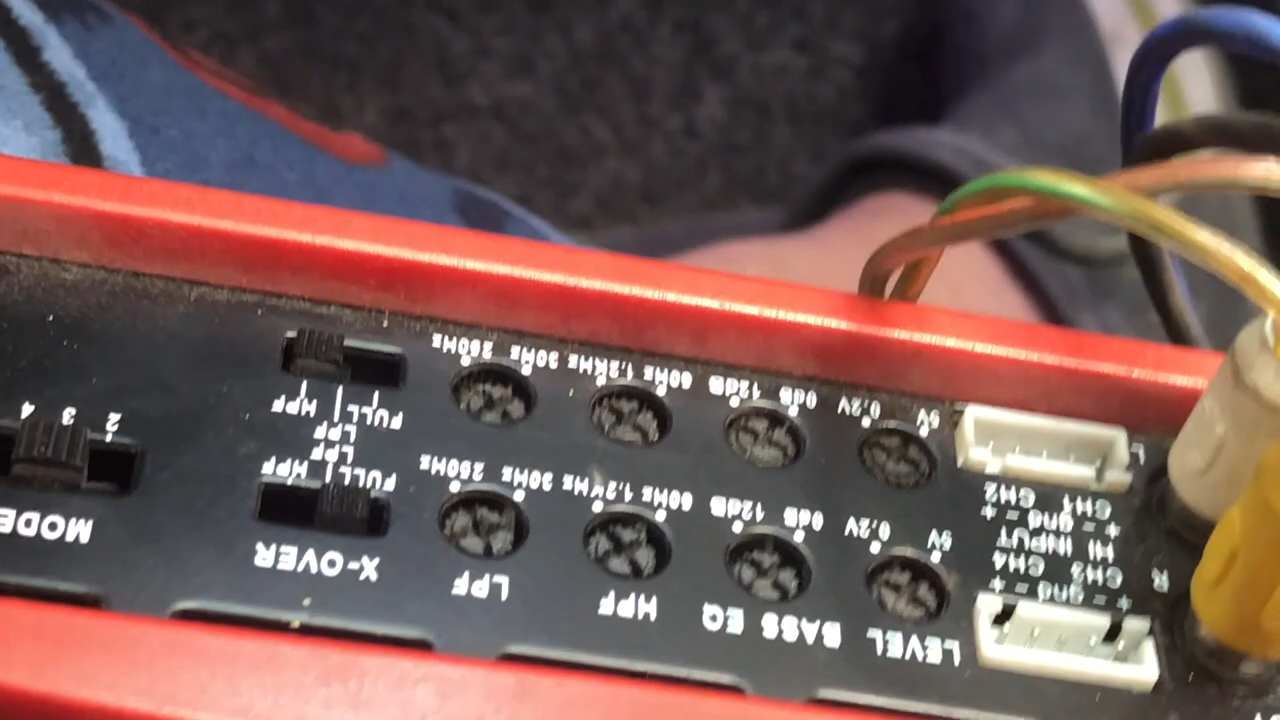 LEVEL BASS EQ HPF LPF X-OVER MODE
+ = gnd = +
CH3 CH4
HI INPUT
+ = gnd = +
CH1 CH2
R
L
5V 0,2V 0dB 12dB 60Hz 1.2KHz 30Hz 250Hz
FULL HPF
LPF
2 3 4
5V 0,2V 0dB 12dB 60Hz 1.2KHz 30Hz 250Hz
LPF
FULL HPF